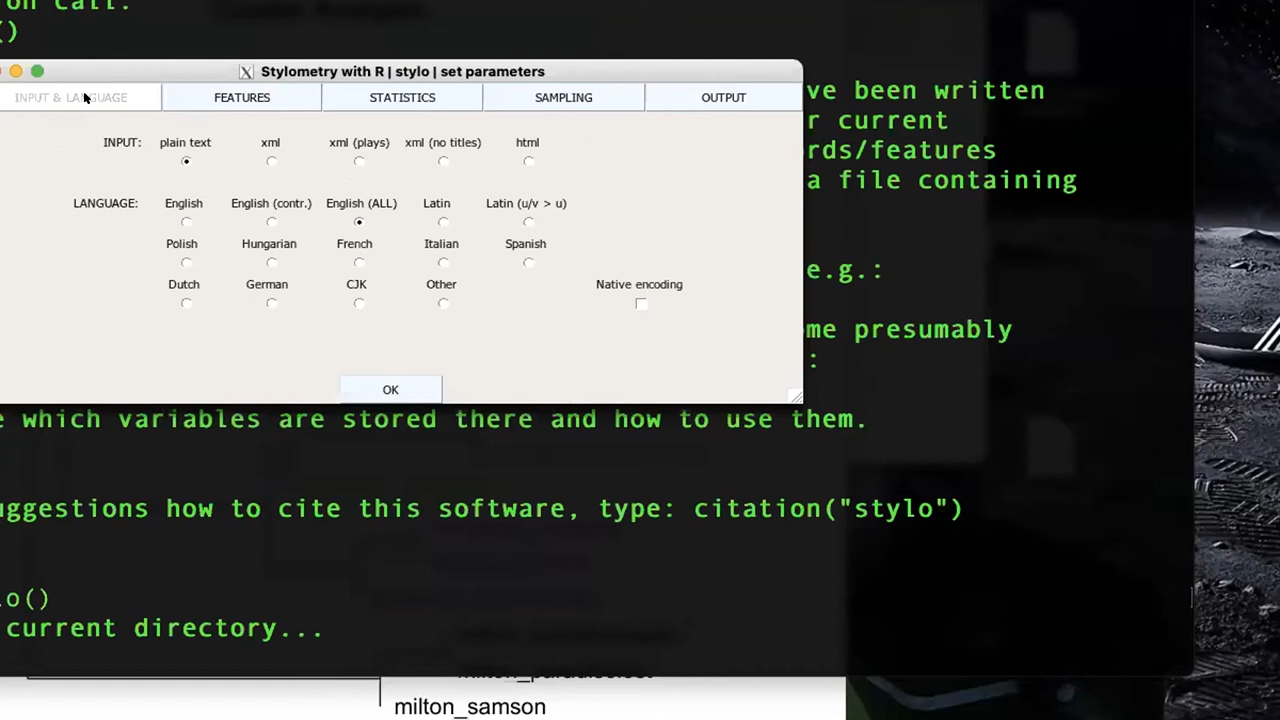 on call:
()
Stylometry with R | stylo | set parameters
INPUT & LANGUAGE FEATURES STATISTICS SAMPLING OUTPUT
ve been written
INPUT: plain text xml xml (plays) xml (no titles) html
r current
rds/features
a file containing
LANGUAGE: English English (contr.) English (ALL) Latin Latin (u/v > u)
Polish Hungarian French Italian Spanish
e.g.:
Dutch German CJK Other Native encoding
me presumably
:
OK
e which variables are stored there and how to use them.
uggestions how to cite this software, type: citation("stylo")
lo()
current directory...
milton_samson